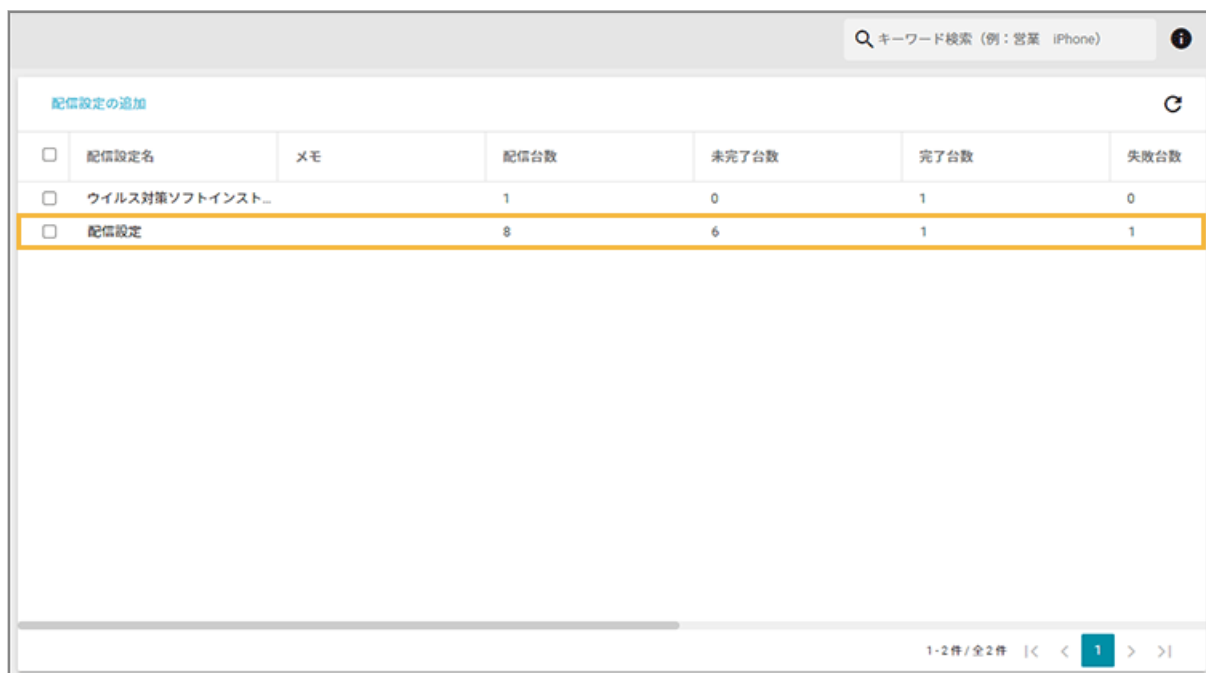 キーワード検索（例：営業　iPhone）
配信設定の追加
配信設定名 メモ 配信台数 未完了台数 完了台数 失敗台数
ウイルス対策ソフトインスト... 1 0 1 0
配信設定 8 6 1 1
1-2件/全2件 |< < 1 > >|